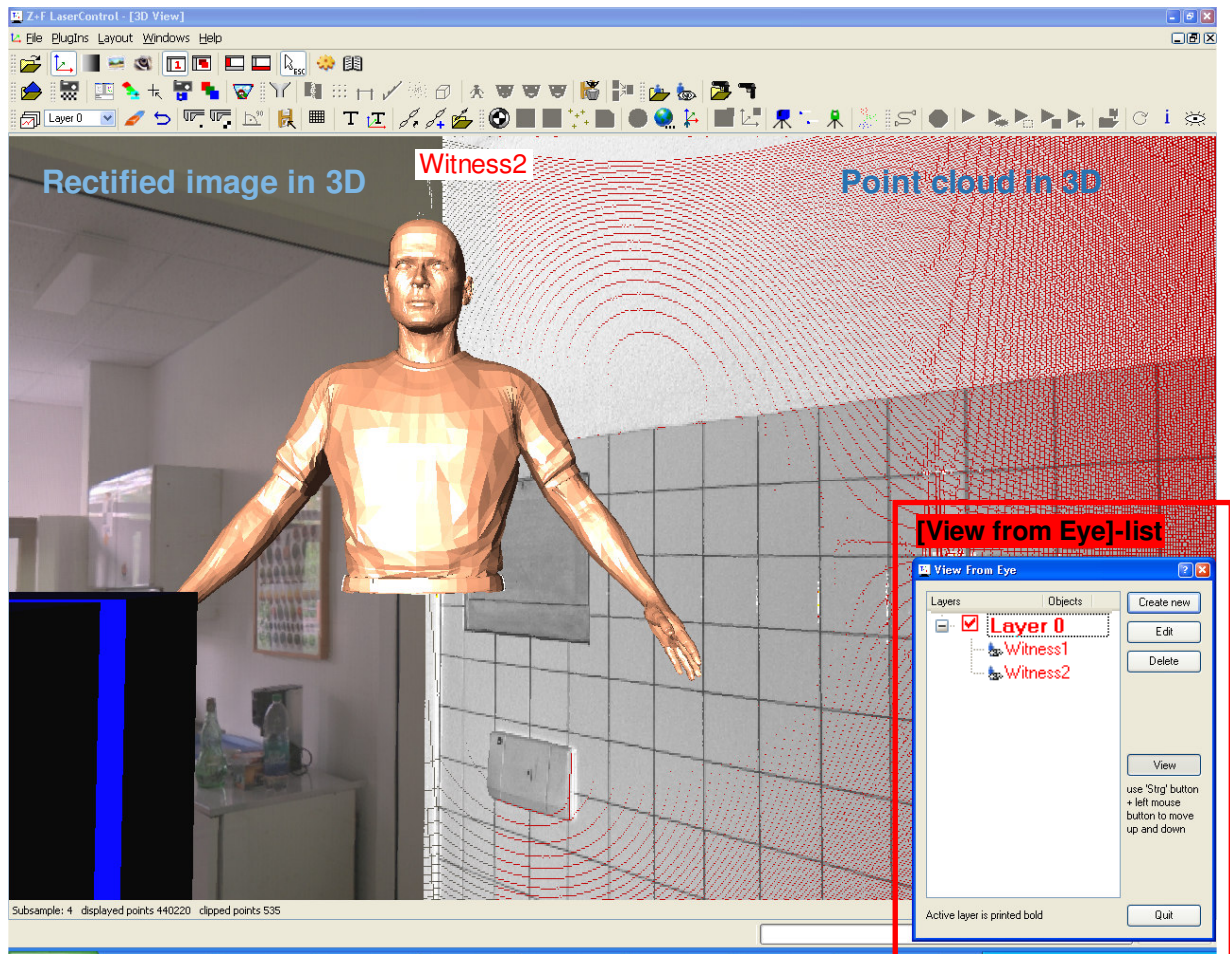 Z+F LaserControl - [3D View]
File PlugIns Layout Windows Help
1
ESC
Layer 0
T
i
Rectified image in 3D
Witness2
Point cloud in 3D
[View from Eye]-list
View From Eye
Layers Objects
Layer 0
Witness1
Witness2
Create new
Edit
Delete
View
use 'Strg' button
+ left mouse
button to move
up and down
Active layer is printed bold
Quit
Subsample: 4 displayed points 440220 clipped points 535